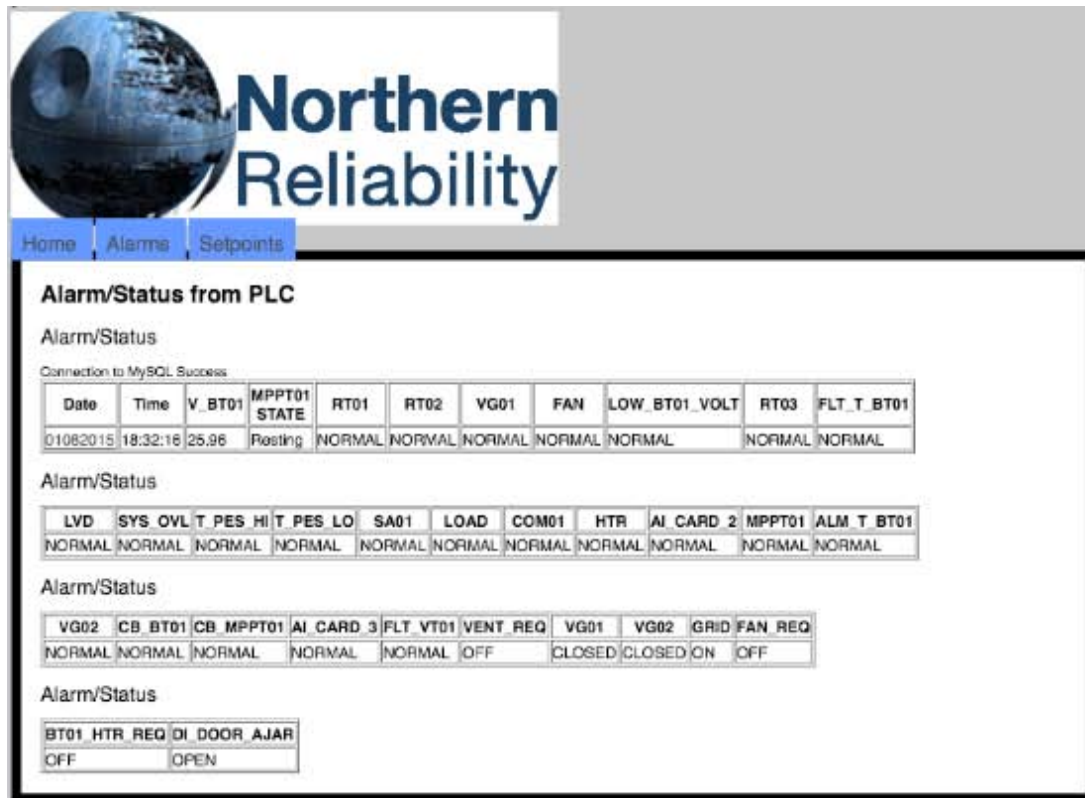 Northern
Reliability
Home Alarms Setpoints
Alarm/Status from PLC
Alarm/Status
Connection to MySQL Success
Date Time V_BT01 MPPT01 STATE RT01 RT02 VG01 FAN LOW_BT01_VOLT RT03 FLT_T_BT01
01082015 18:32:16 25.96 Resting NORMAL NORMAL NORMAL NORMAL NORMAL NORMAL NORMAL
Alarm/Status
LVD SYS_OVL T_PES_HI T_PES_LO SA01 LOAD COM01 HTR AI_CARD_2 MPPT01 ALM_T_BT01
NORMAL NORMAL NORMAL NORMAL NORMAL NORMAL NORMAL NORMAL NORMAL NORMAL NORMAL
Alarm/Status
VG02 CB_BT01 CB_MPPT01 AI_CARD_3 FLT_VT01 VENT_REQ VG01 VG02 GRID FAN_REQ
NORMAL NORMAL NORMAL NORMAL NORMAL OFF CLOSED CLOSED ON OFF
Alarm/Status
BT01_HTR_REQ DI_DOOR_AJAR
OFF OPEN